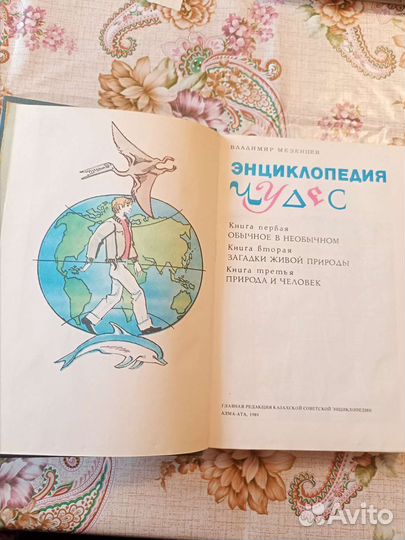 ВЛАДИМИР МЕЗЕНЦЕВ
ЭНЦИКЛОПЕДИЯ
ЧУДЕС
Книга первая
ОБЫЧНОЕ В НЕОБЫЧНОМ
Книга вторая
ЗАГАДКИ ЖИВОЙ ПРИРОДЫ
Книга третья
ПРИРОДА И ЧЕЛОВЕК
ГЛАВНАЯ РЕДАКЦИЯ КАЗАХСКОЙ СОВЕТСКОЙ ЭНЦИКЛОПЕДИИ
АЛМА-АТА, 1989
Avito